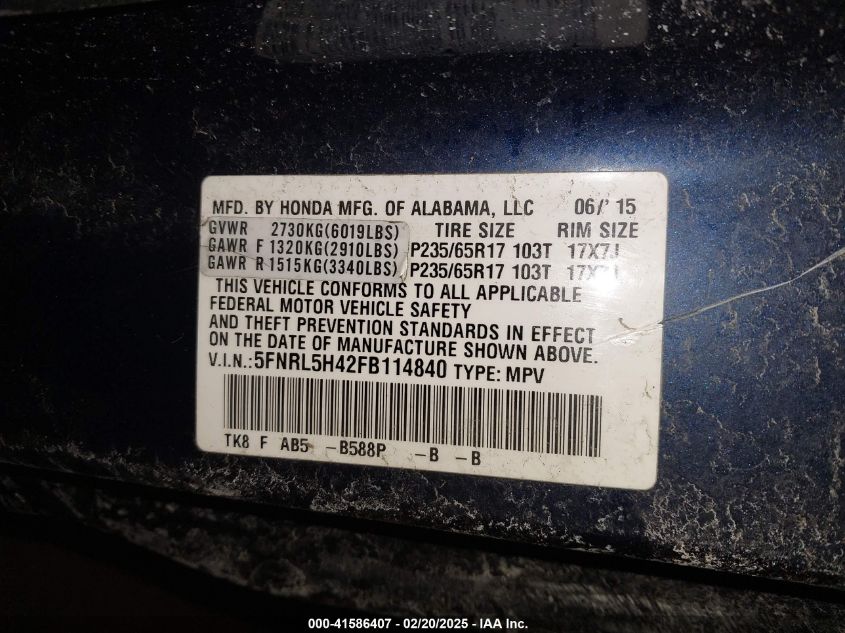 MFD. BY HONDA MFG. OF ALABAMA, LLC 06/' 15
GVWR 2730KG(6019LBS) TIRE SIZE RIM SIZE
GAWR F 1320KG(2910LBS) P235/65R17 103T 17X7J
GAWR R 1515KG(3340LBS) P235/65R17 103T 17X7J
THIS VEHICLE CONFORMS TO ALL APPLICABLE
FEDERAL MOTOR VEHICLE SAFETY
AND THEFT PREVENTION STANDARDS IN EFFECT
ON THE DATE OF MANUFACTURE SHOWN ABOVE.
V.I.N.:5FNRL5H42FB114840 TYPE: MPV
TK8 F AB5 -B588P -B -B
000-41586407 — 02/20/2025 — IAA Inc.